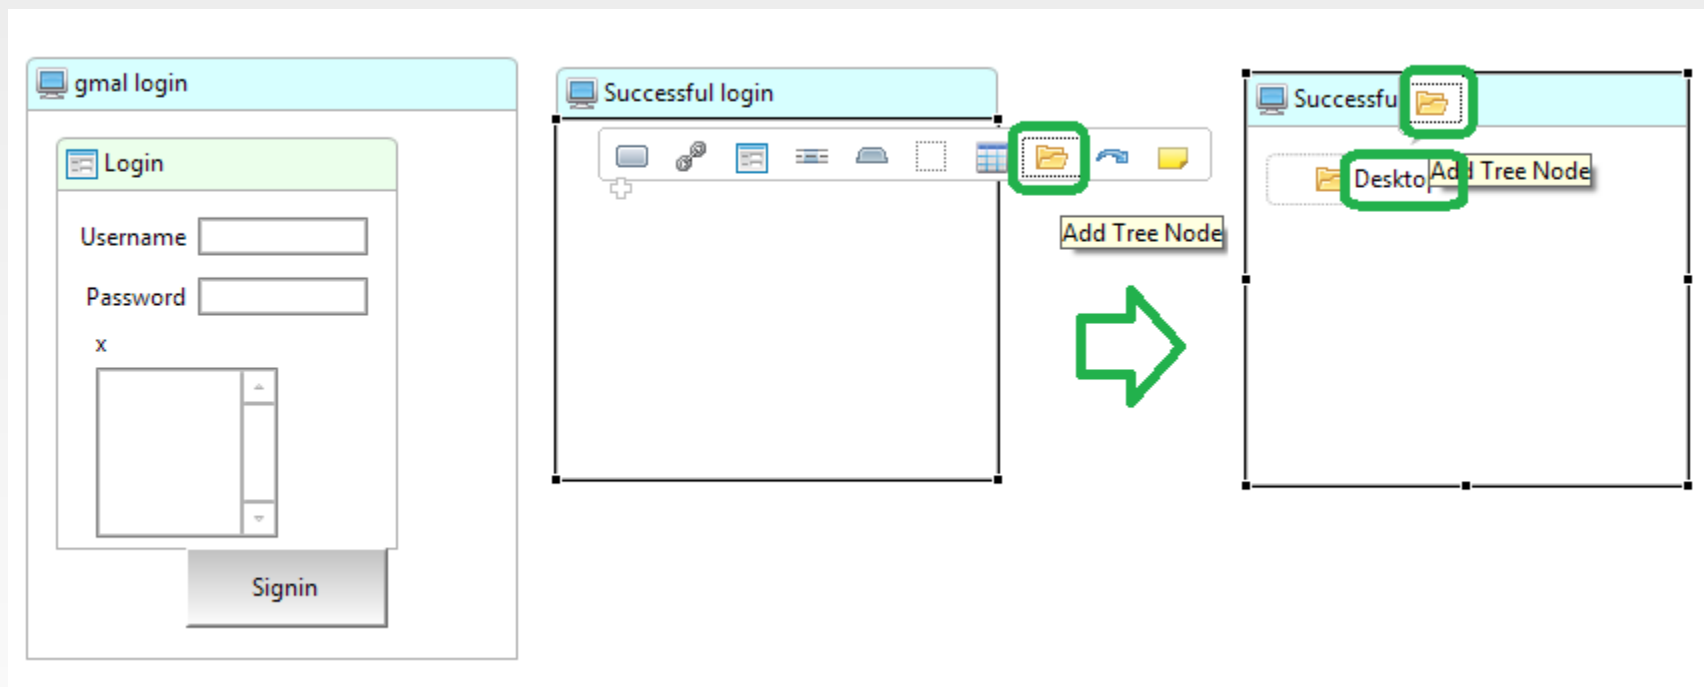 gmal login
Login
Username
Password
x
Signin
Successful login
Add Tree Node
Successfu
Deskto
Add Tree Node